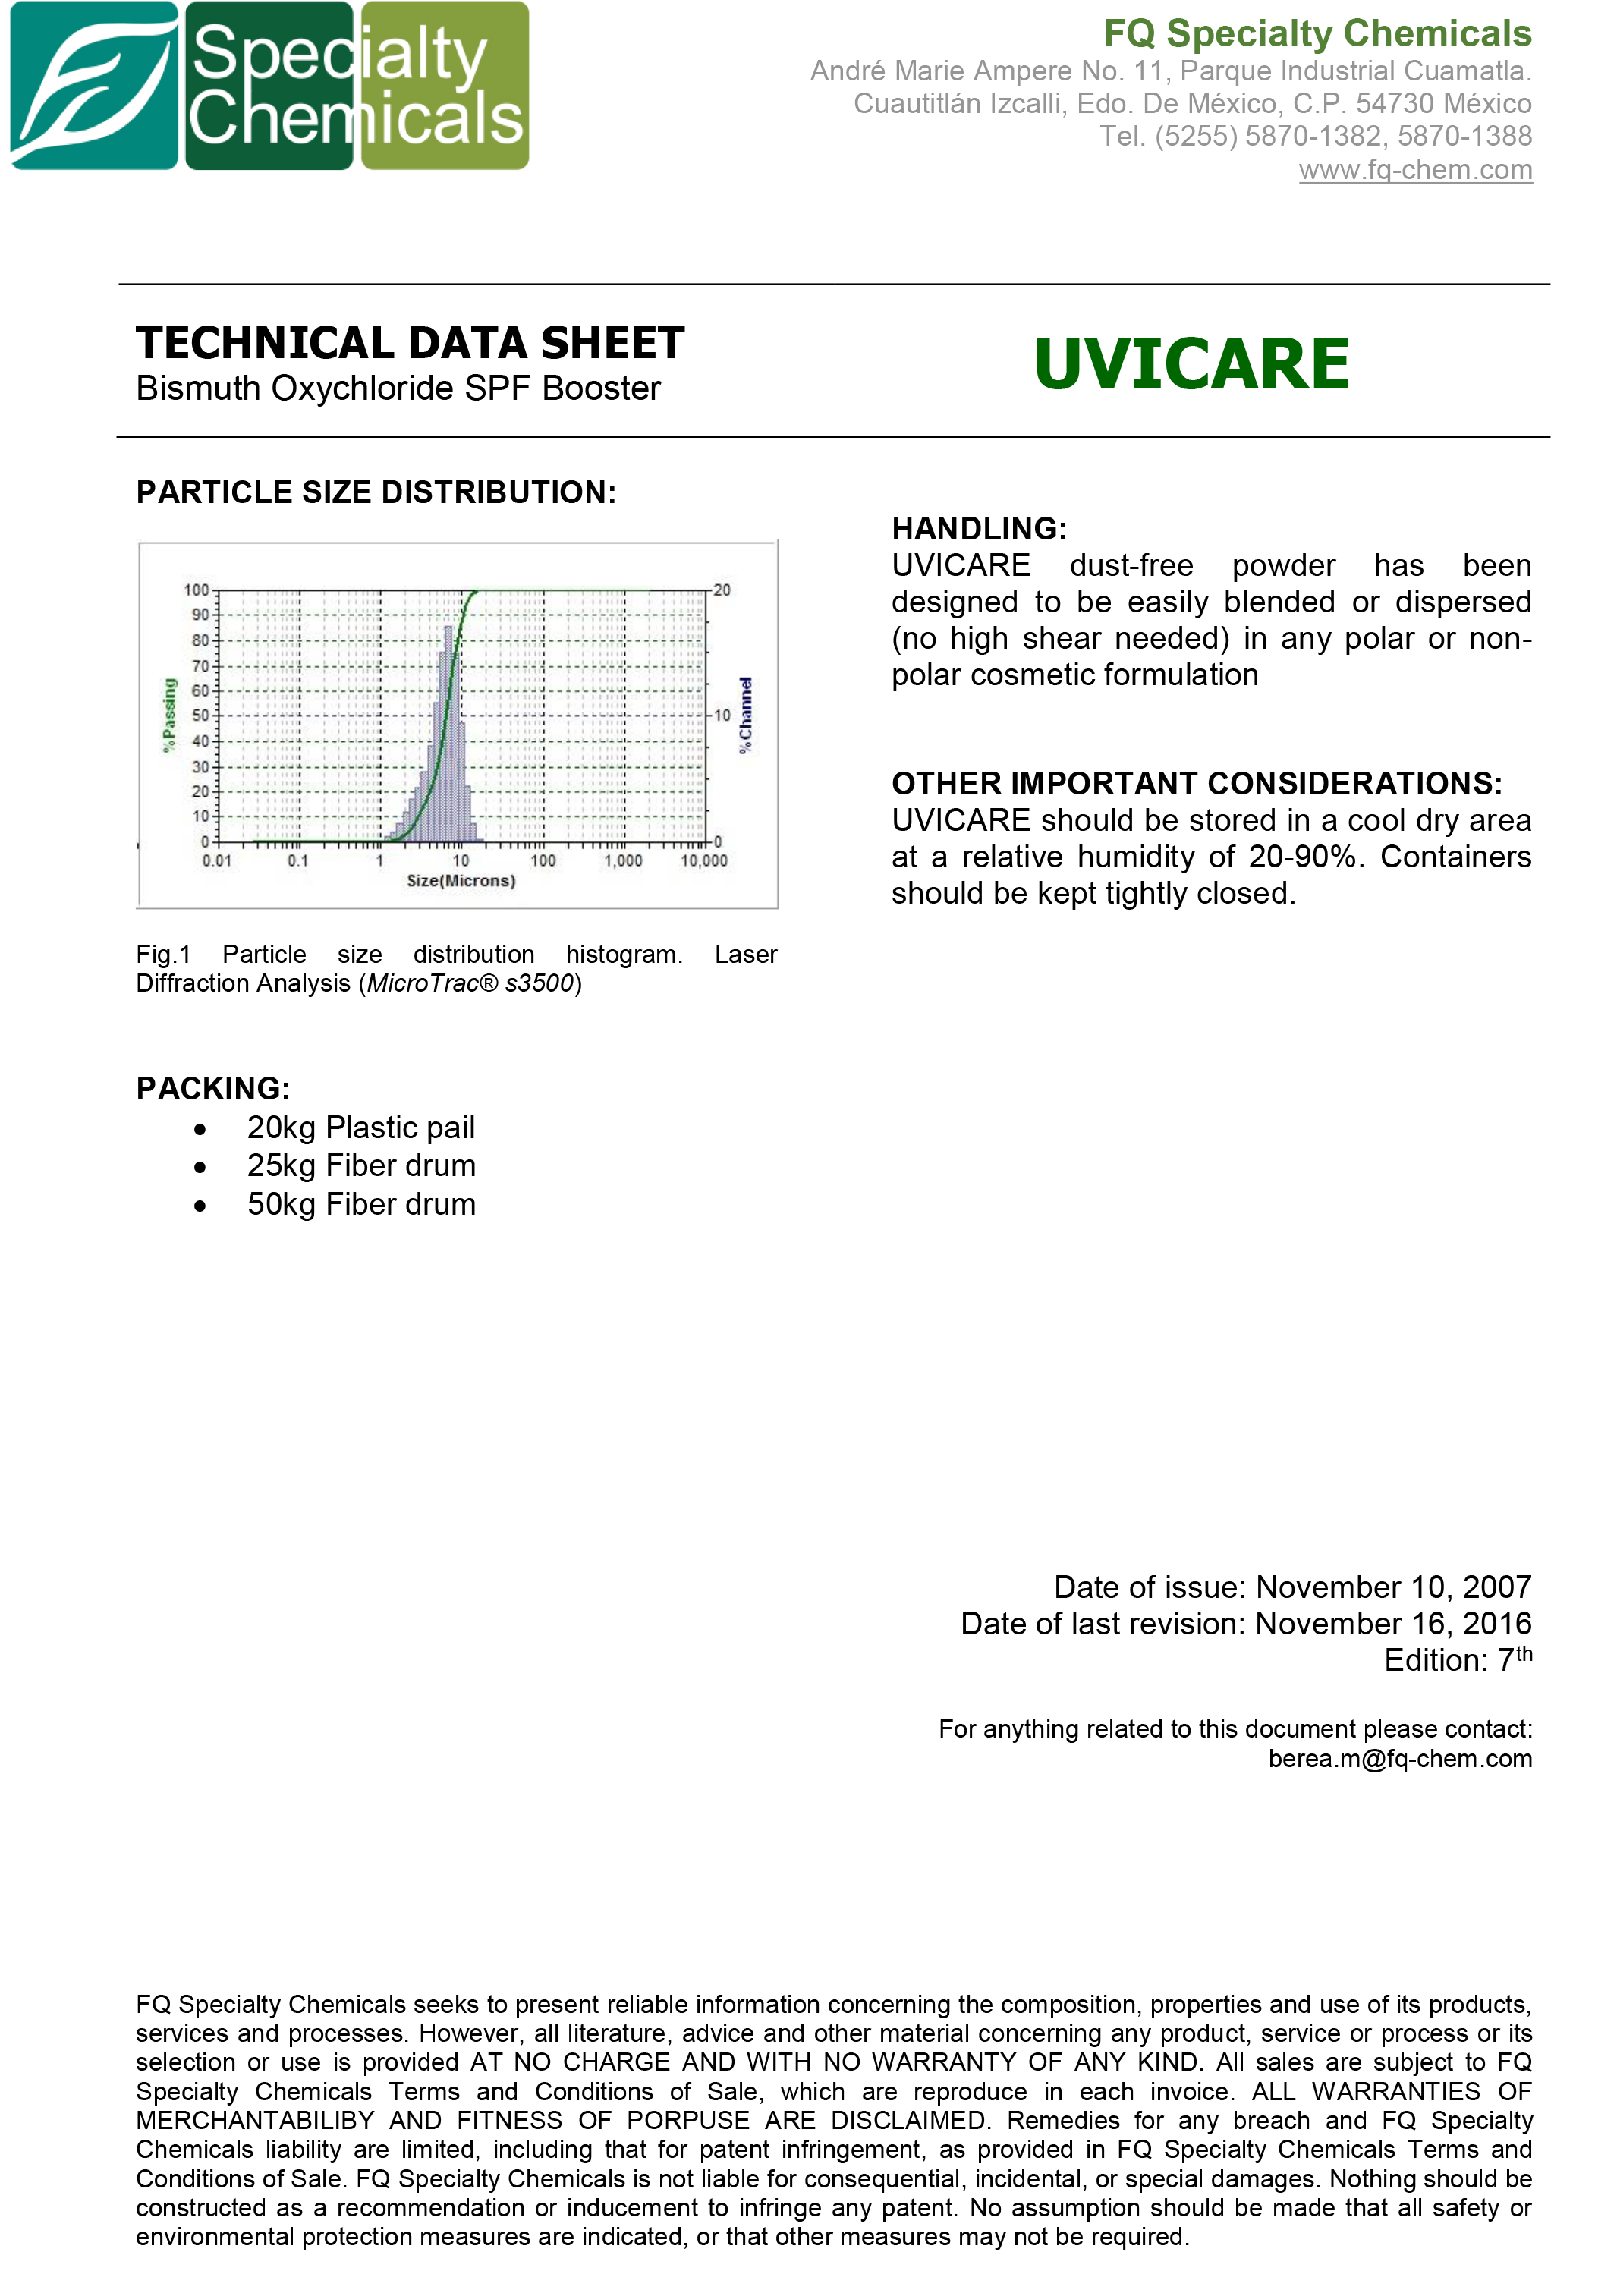 Specialty
Chemicals
FQ Specialty Chemicals
André Marie Ampere No. 11, Parque Industrial Cuamatla.
Cuautitlán Izcalli, Edo. De México, C.P. 54730 México
Tel. (5255) 5870-1382, 5870-1388
www.fq-chem.com
TECHNICAL DATA SHEET
Bismuth Oxychloride SPF Booster
UVICARE
PARTICLE SIZE DISTRIBUTION:
100
90
80
70
60
50
40
30
20
10
0
%Passing
20
10
0
%Channel
0.01 0.1 1 10 100 1,000 10,000
Size(Microns)
Fig.1 Particle size distribution histogram. Laser
Diffraction Analysis (MicroTrac® s3500)
PACKING:
• 20kg Plastic pail
• 25kg Fiber drum
• 50kg Fiber drum
HANDLING:
UVICARE dust-free powder has been
designed to be easily blended or dispersed
(no high shear needed) in any polar or non-
polar cosmetic formulation
OTHER IMPORTANT CONSIDERATIONS:
UVICARE should be stored in a cool dry area
at a relative humidity of 20-90%. Containers
should be kept tightly closed.
Date of issue: November 10, 2007
Date of last revision: November 16, 2016
Edition: 7th
For anything related to this document please contact:
berea.m@fq-chem.com
FQ Specialty Chemicals seeks to present reliable information concerning the composition, properties and use of its products,
services and processes. However, all literature, advice and other material concerning any product, service or process or its
selection or use is provided AT NO CHARGE AND WITH NO WARRANTY OF ANY KIND. All sales are subject to FQ
Specialty Chemicals Terms and Conditions of Sale, which are reproduce in each invoice. ALL WARRANTIES OF
MERCHANTABILIBY AND FITNESS OF PORPUSE ARE DISCLAIMED. Remedies for any breach and FQ Specialty
Chemicals liability are limited, including that for patent infringement, as provided in FQ Specialty Chemicals Terms and
Conditions of Sale. FQ Specialty Chemicals is not liable for consequential, incidental, or special damages. Nothing should be
constructed as a recommendation or inducement to infringe any patent. No assumption should be made that all safety or
environmental protection measures are indicated, or that other measures may not be required.